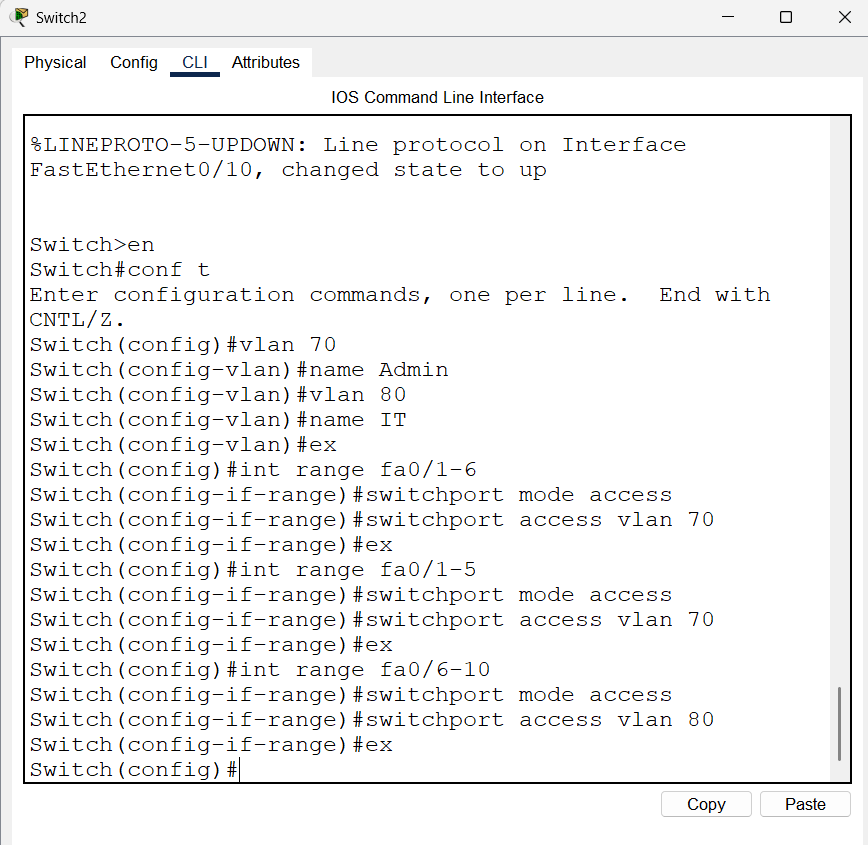 Switch2
Physical Config CLI Attributes
IOS Command Line Interface
%LINEPROTO-5-UPDOWN: Line protocol on Interface
FastEthernet0/10, changed state to up
Switch>en
Switch#conf t
Enter configuration commands, one per line.  End with
CNTL/Z.
Switch(config)#vlan 70
Switch(config-vlan)#name Admin
Switch(config-vlan)#vlan 80
Switch(config-vlan)#name IT
Switch(config-vlan)#ex
Switch(config)#int range fa0/1-6
Switch(config-if-range)#switchport mode access
Switch(config-if-range)#switchport access vlan 70
Switch(config-if-range)#ex
Switch(config)#int range fa0/1-5
Switch(config-if-range)#switchport mode access
Switch(config-if-range)#switchport access vlan 70
Switch(config-if-range)#ex
Switch(config)#int range fa0/6-10
Switch(config-if-range)#switchport mode access
Switch(config-if-range)#switchport access vlan 80
Switch(config-if-range)#ex
Switch(config)#
Copy Paste